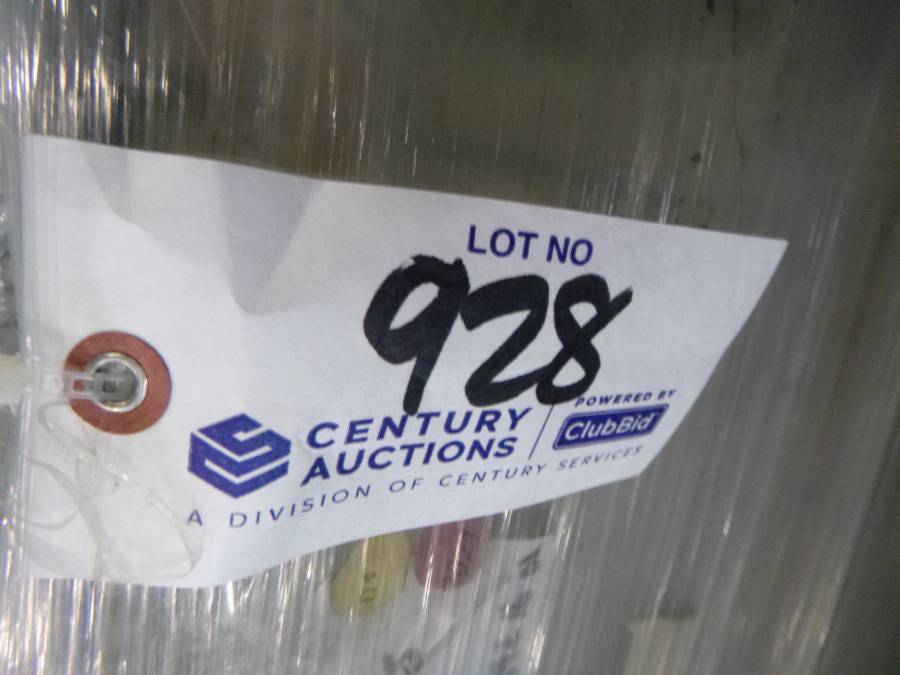 LOT NO
928
CENTURY
AUCTIONS
POWERED BY
ClubBid
A DIVISION OF CENTURY SERVICES